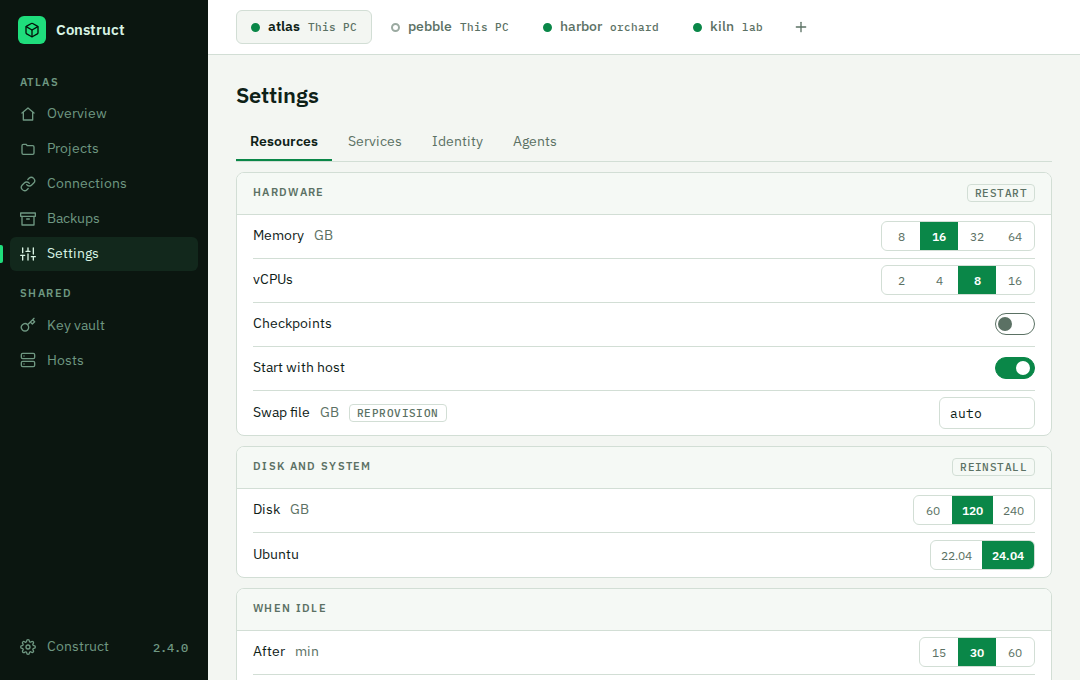 Construct
ATLAS
Overview
Projects
Connections
Backups
Settings
SHARED
Key vault
Hosts
Construct 2.4.0
atlas This PC pebble This PC harbor orchard kiln lab
Settings
Resources Services Identity Agents
HARDWARE RESTART
Memory GB 8 16 32 64
vCPUs 2 4 8 16
Checkpoints
Start with host
Swap file GB REPROVISION auto
DISK AND SYSTEM REINSTALL
Disk GB 60 120 240
Ubuntu 22.04 24.04
WHEN IDLE
After min 15 30 60